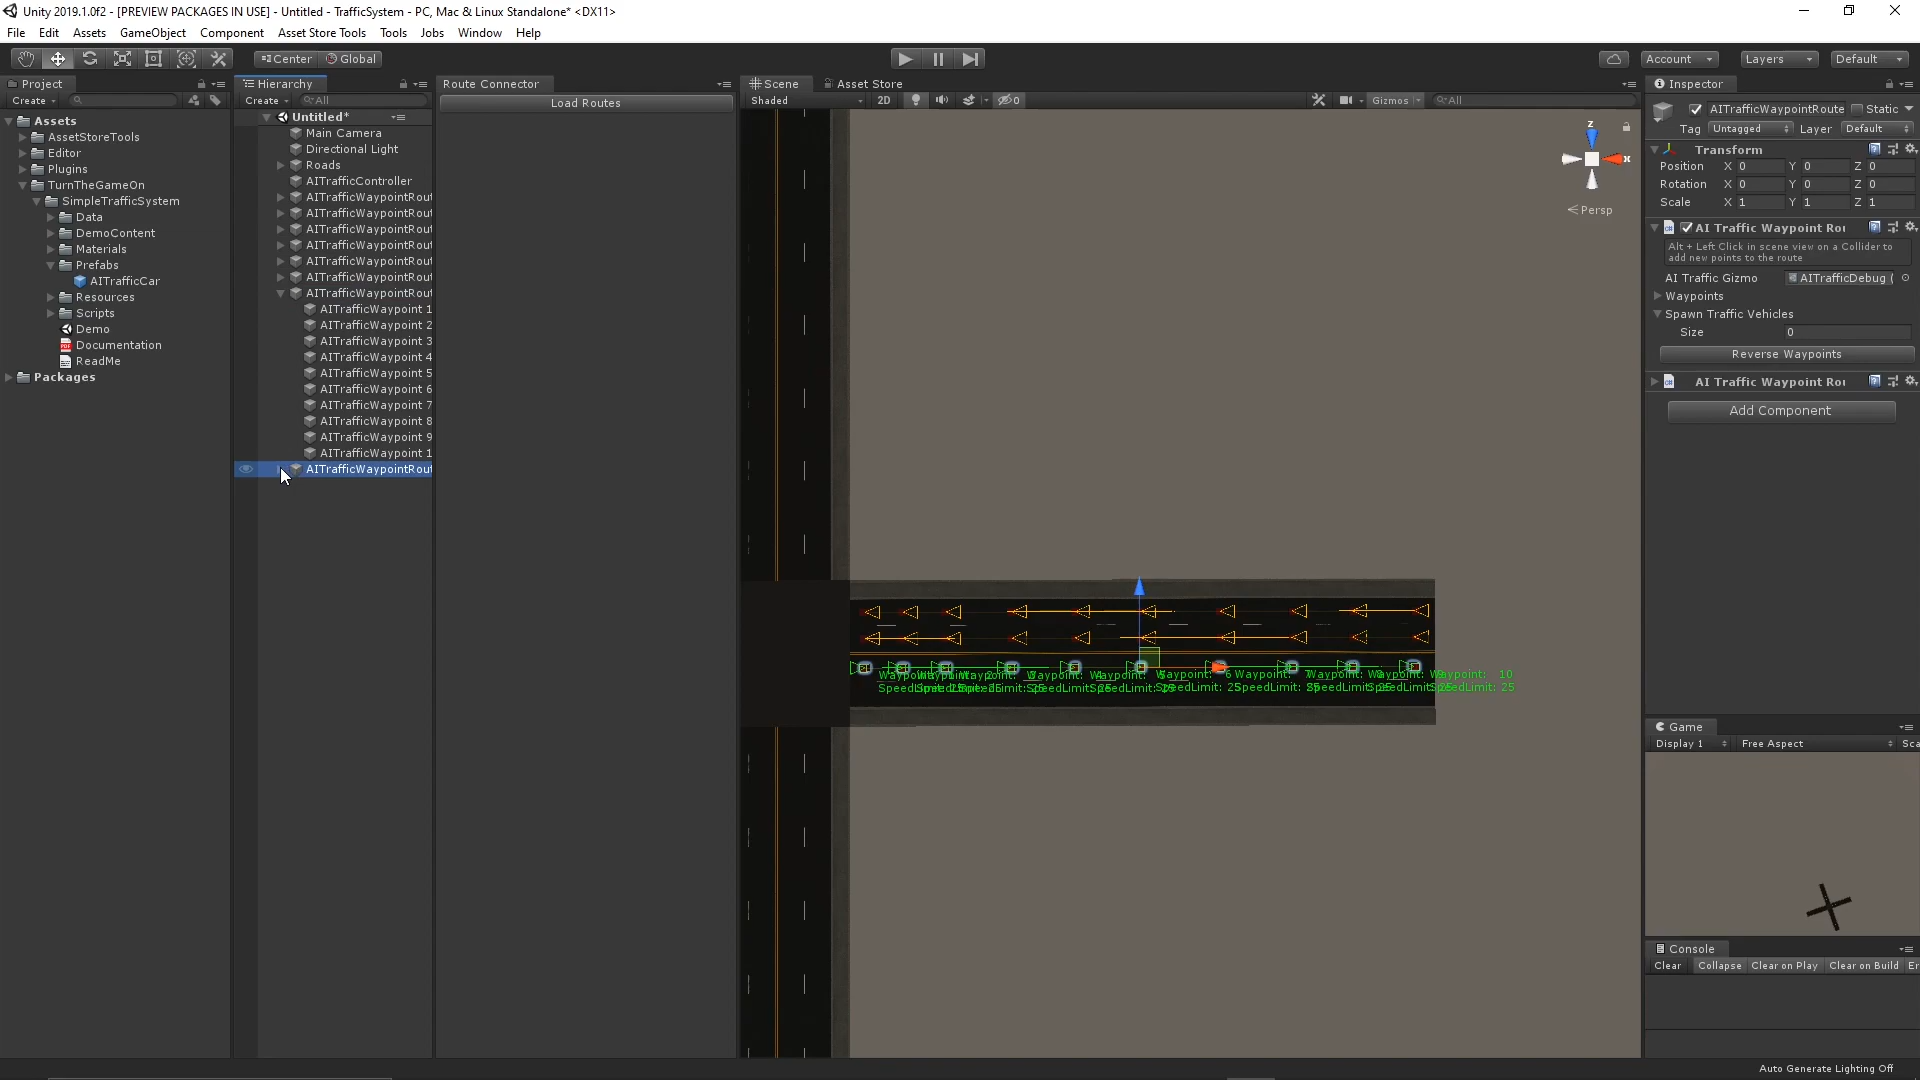 Unity 2019.1.0f2 - [PREVIEW PACKAGES IN USE] - Untitled - TrafficSystem - PC, Mac & Linux Standalone* <DX11>
File Edit Assets GameObject Component Asset Store Tools Tools Jobs Window Help
Center Global Account Layers Default
Project
Create
Assets
AssetStoreTools
Editor
Plugins
TurnTheGameOn
SimpleTrafficSystem
Data
DemoContent
Materials
Prefabs
AITrafficCar
Resources
Scripts
Demo
Documentation
ReadMe
Packages
Hierarchy
Create All
Untitled*
Main Camera
Directional Light
Roads
AITrafficController
AITrafficWaypointRout
AITrafficWaypointRout
AITrafficWaypointRout
AITrafficWaypointRout
AITrafficWaypointRout
AITrafficWaypointRout
AITrafficWaypointRout
AITrafficWaypoint 1
AITrafficWaypoint 2
AITrafficWaypoint 3
AITrafficWaypoint 4
AITrafficWaypoint 5
AITrafficWaypoint 6
AITrafficWaypoint 7
AITrafficWaypoint 8
AITrafficWaypoint 9
AITrafficWaypoint 1
AITrafficWaypointRout
Route Connector
Load Routes
Scene Asset Store
Shaded 2D 0 Gizmos All
z
x
Persp
10
SpeedLimit: 25
Inspector
AITrafficWaypointRoute Static
Tag Untagged Layer Default
Transform
Position X 0 Y 0 Z 0
Rotation X 0 Y 0 Z 0
Scale X 1 Y 1 Z 1
AI Traffic Waypoint Rou
Alt + Left Click in scene view on a Collider to
add new points to the route
AI Traffic Gizmo AITrafficDebug (
Waypoints
Spawn Traffic Vehicles
Size 0
Reverse Waypoints
AI Traffic Waypoint Rou
Add Component
Game
Display 1 Free Aspect Sca
Console
Clear Collapse Clear on Play Clear on Build Er
Auto Generate Lighting Off